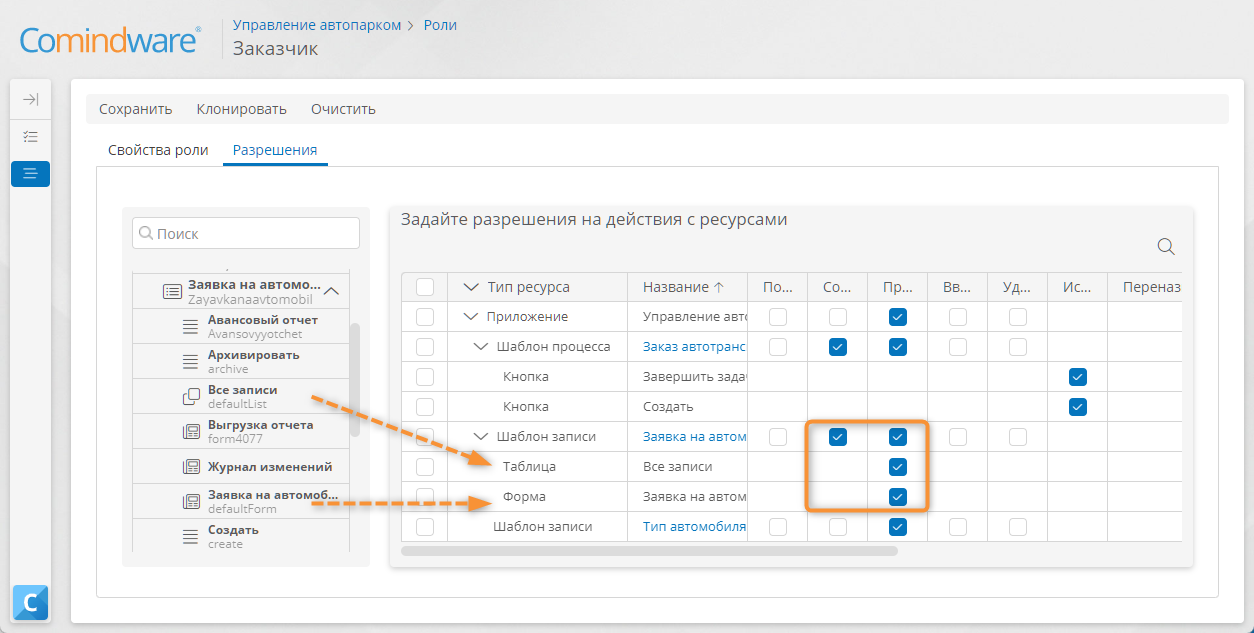 Comindware®
Управление автопарком > Роли
Заказчик
Сохранить Клонировать Очистить
Свойства роли Разрешения
Поиск
Заявка на автомо...
Zayavkanaavtomobil
Авансовый отчет
Avansovyyotchet
Архивировать
archive
Все записи
defaultList
Выгрузка отчета
form4077
Журнал изменений
Заявка на автомоб...
defaultForm
Создать
create
Задайте разрешения на действия с ресурсами
Тип ресурса Название По... Со... Пр... Вв... Уд... Ис... Переназ
Приложение Управление авто
Шаблон процесса Заказ автотранс
Кнопка Завершить задач
Кнопка Создать
Шаблон записи Заявка на автом
Таблица Все записи
Форма Заявка на автом
Шаблон записи Тип автомобиля
C